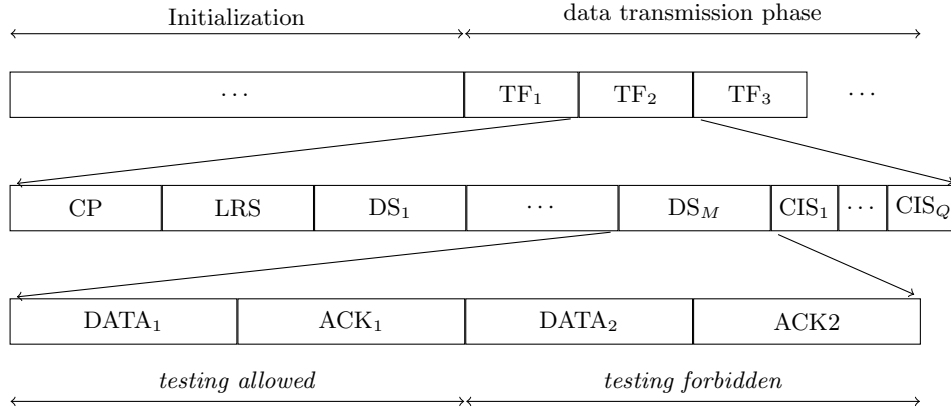 Initialization data transmission phase
⋯ TF₁ TF₂ TF₃ ⋯
CP LRS DS₁ ⋯ DS_M CIS₁ ⋯ CIS_Q
DATA₁ ACK₁ DATA₂ ACK2
testing allowed testing forbidden